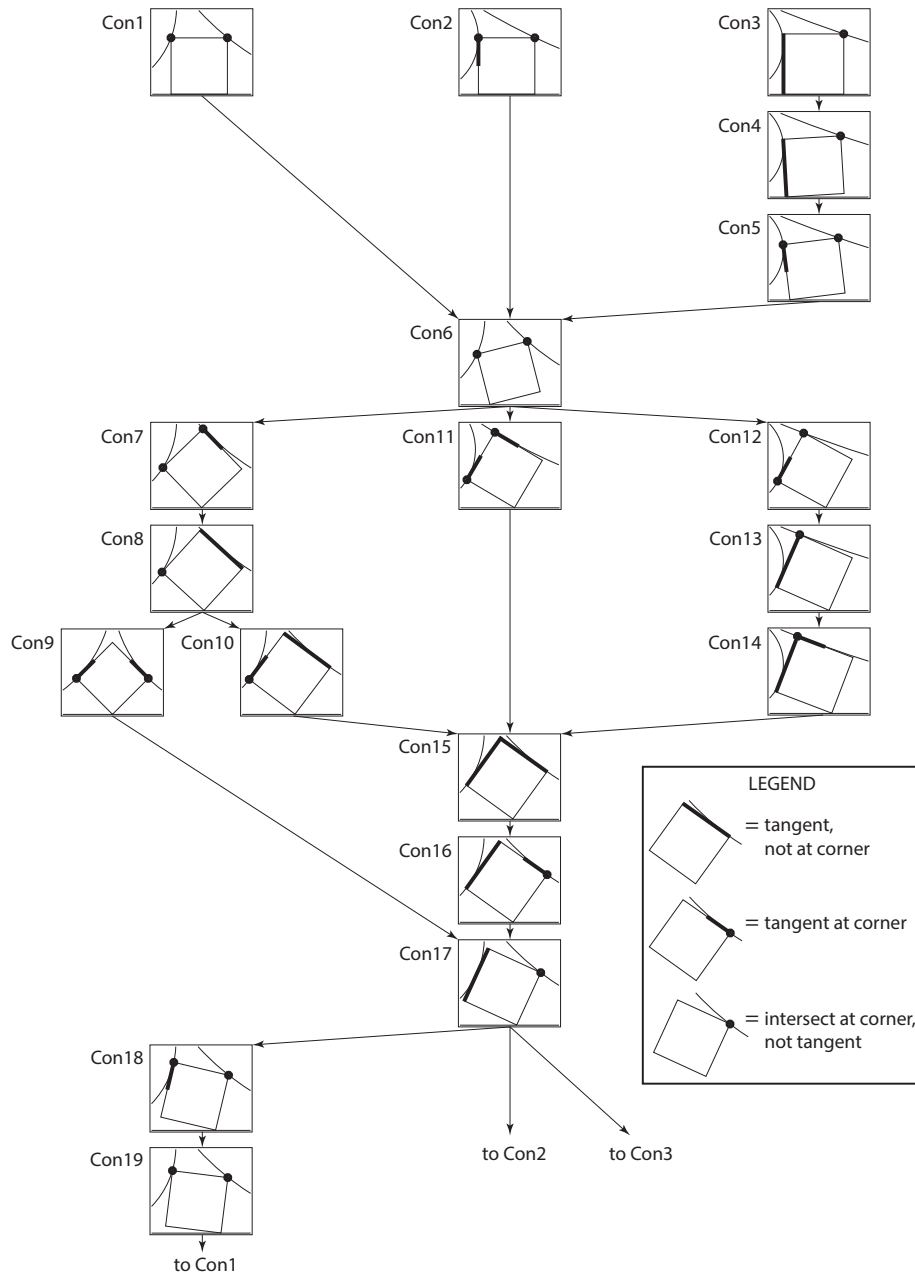 Con1
Con2
Con3
Con4
Con5
Con6
Con7
Con11
Con12
Con8
Con13
Con9
Con10
Con14
Con15
LEGEND
= tangent,
not at corner
Con16
= tangent at corner
Con17
= intersect at corner,
not tangent
Con18
to Con2
to Con3
Con19
to Con1